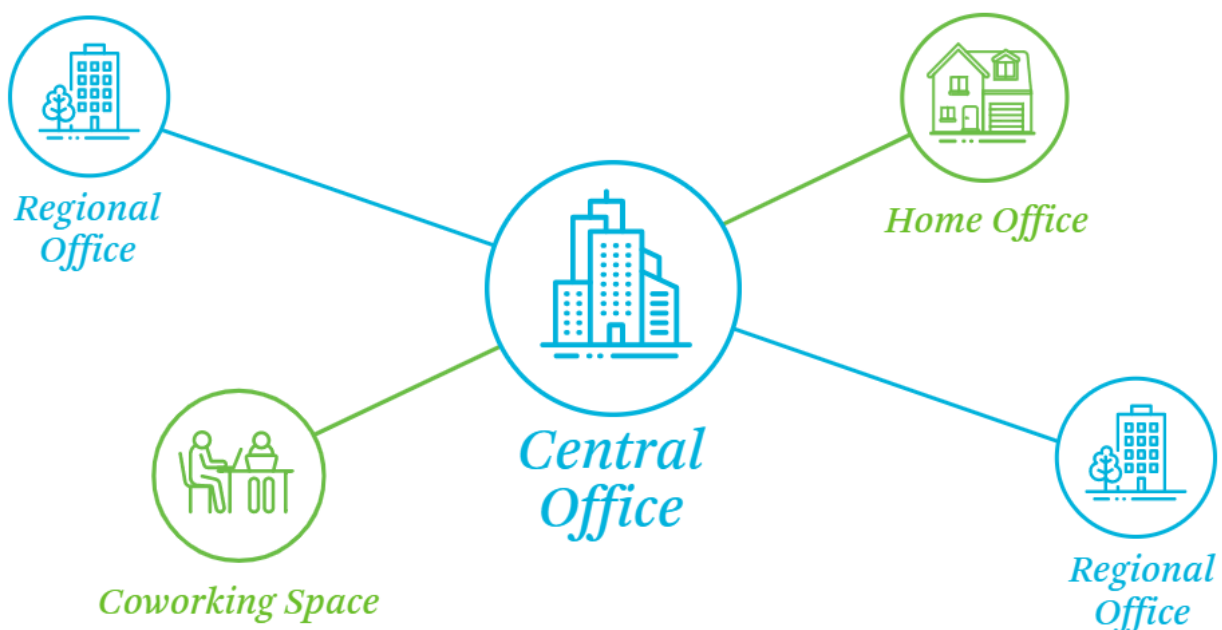 Regional
Office
Home Office
Central
Office
Coworking Space
Regional
Office